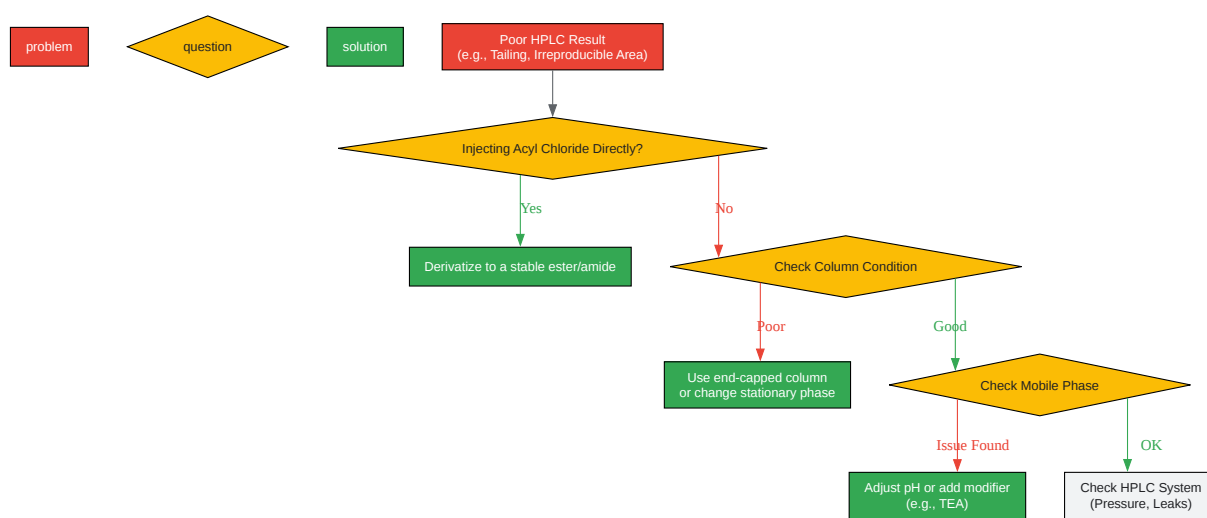 problem
question
solution
Poor HPLC Result
(e.g., Tailing, Irreproducible Area)
Injecting Acyl Chloride Directly?
Yes
No
Derivatize to a stable ester/amide
Check Column Condition
Poor
Good
Use end-capped column
or change stationary phase
Check Mobile Phase
Issue Found
OK
Adjust pH or add modifier
(e.g., TEA)
Check HPLC System
(Pressure, Leaks)